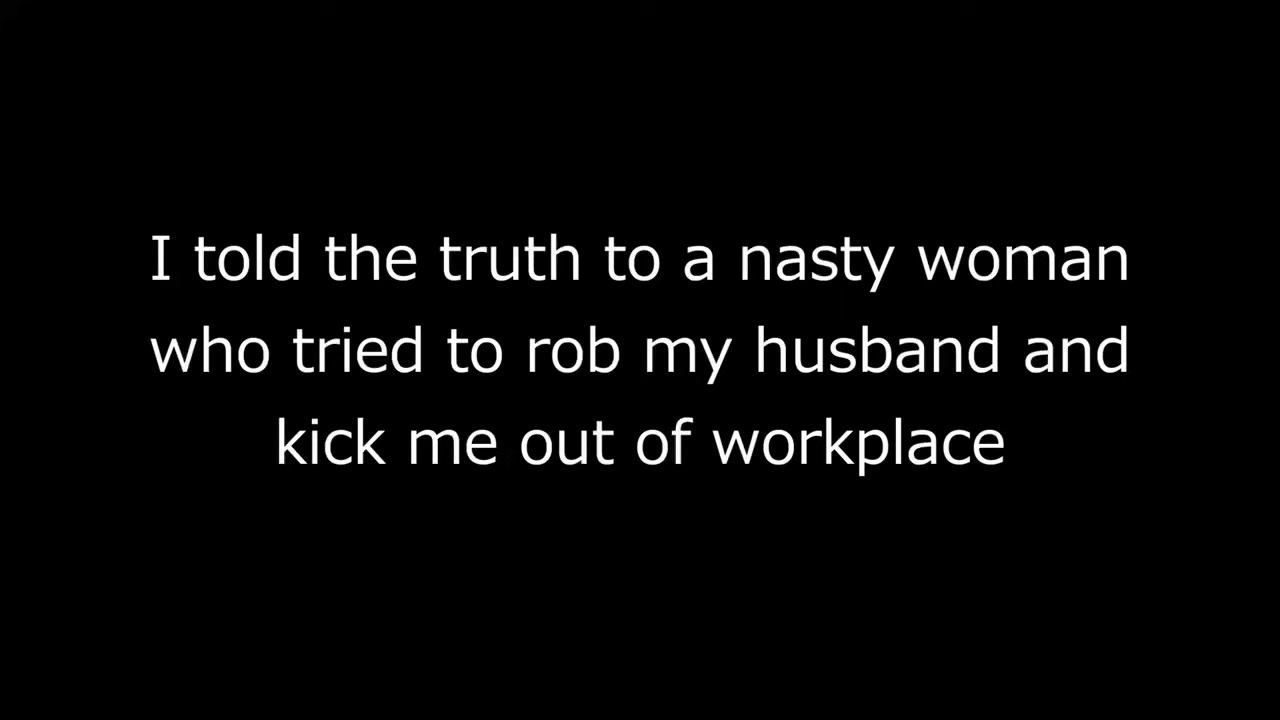 I told the truth to a nasty woman
who tried to rob my husband and
kick me out of workplace